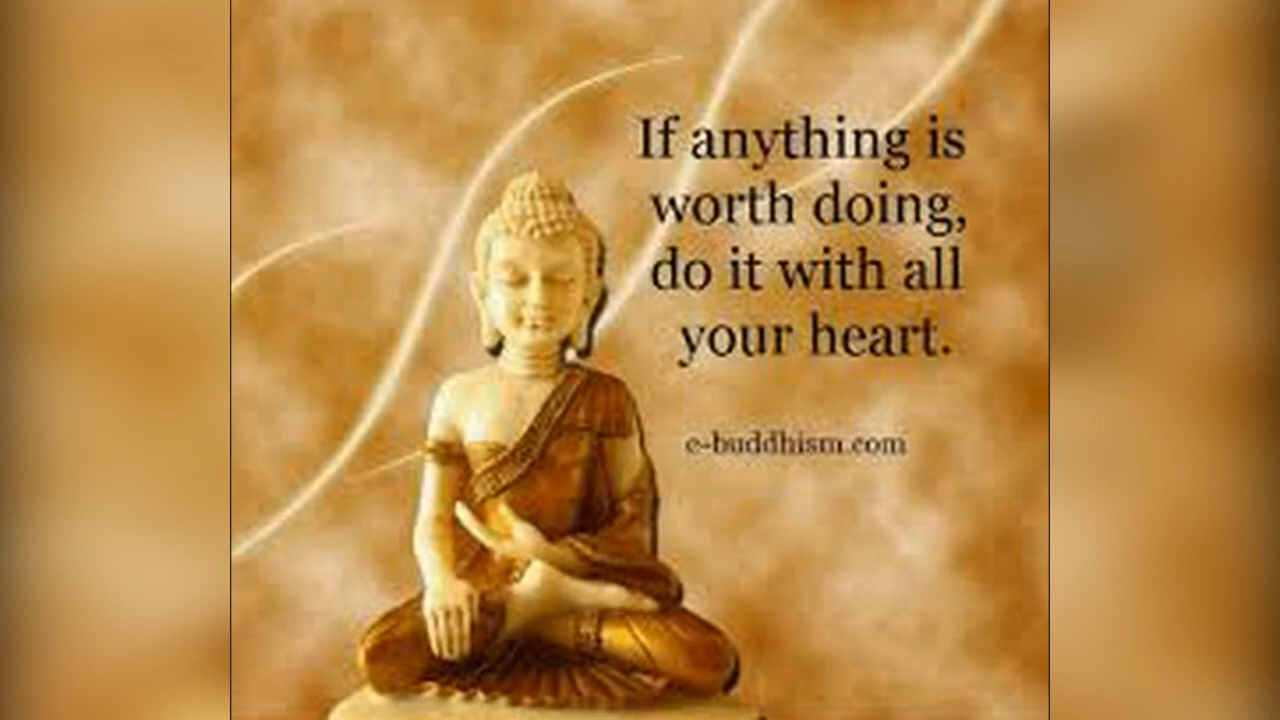 If anything is
worth doing,
do it with all
your heart.
e-buddhism.com